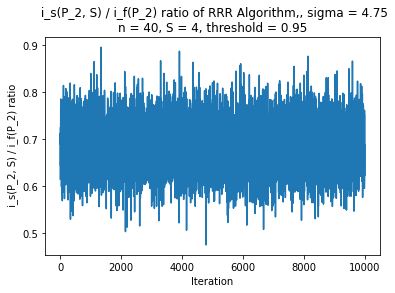 i_s(P_2, S) / i_f(P_2) ratio of RRR Algorithm,, sigma = 4.75
n = 40, S = 4, threshold = 0.95
i_s(P_2, S) / i_f(P_2) ratio
0.9
0.8
0.7
0.6
0.5
0 2000 4000 6000 8000 10000
Iteration